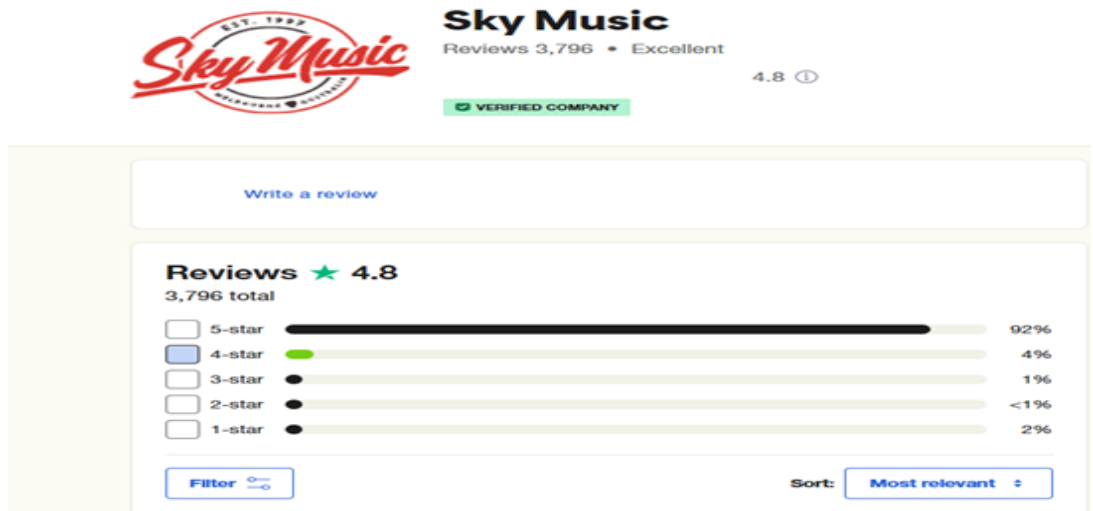 EST. 1997
Sky Music
MELBOURNE AUSTRALIA
Sky Music
Reviews 3,796 • Excellent
4.8
VERIFIED COMPANY
Write a review
Reviews ★ 4.8
3,796 total
5-star 92%
4-star 4%
3-star 1%
2-star <1%
1-star 2%
Filter
Sort: Most relevant